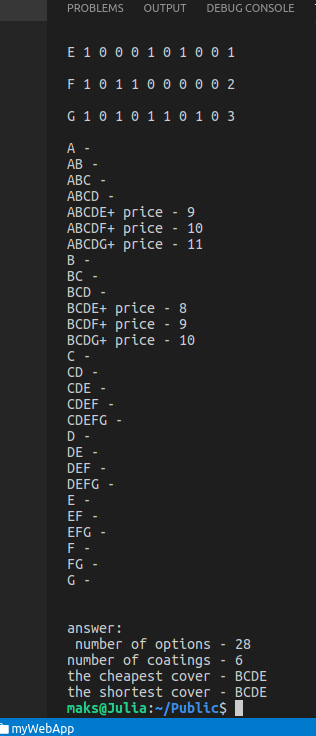 PROBLEMS OUTPUT DEBUG CONSOLE
E 1 0 0 0 1 0 1 0 0 1
F 1 0 1 1 0 0 0 0 0 2
G 1 0 1 0 1 1 0 1 0 3
A -
AB -
ABC -
ABCD -
ABCDE+ price - 9
ABCDF+ price - 10
ABCDG+ price - 11
B -
BC -
BCD -
BCDE+ price - 8
BCDF+ price - 9
BCDG+ price - 10
C -
CD -
CDE -
CDEF -
CDEFG -
D -
DE -
DEF -
DEFG -
E -
EF -
EFG -
F -
FG -
G -
answer:
number of options - 28
number of coatings - 6
the cheapest cover - BCDE
the shortest cover - BCDE
maks@Julia:~/Public$
myWebApp